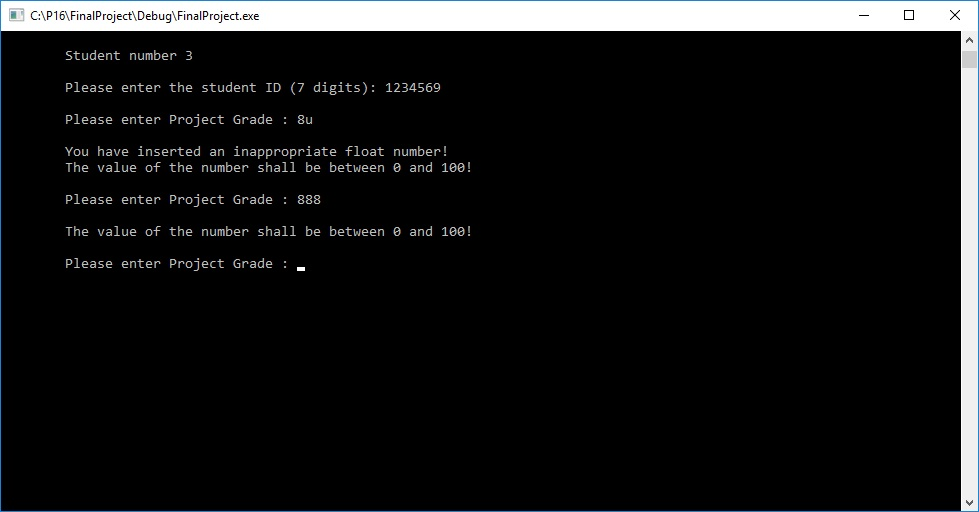 C:\P16\FinalProject\Debug\FinalProject.exe
Student number 3
Please enter the student ID (7 digits): 1234569
Please enter Project Grade : 8u
You have inserted an inappropriate float number!
The value of the number shall be between 0 and 100!
Please enter Project Grade : 888
The value of the number shall be between 0 and 100!
Please enter Project Grade :